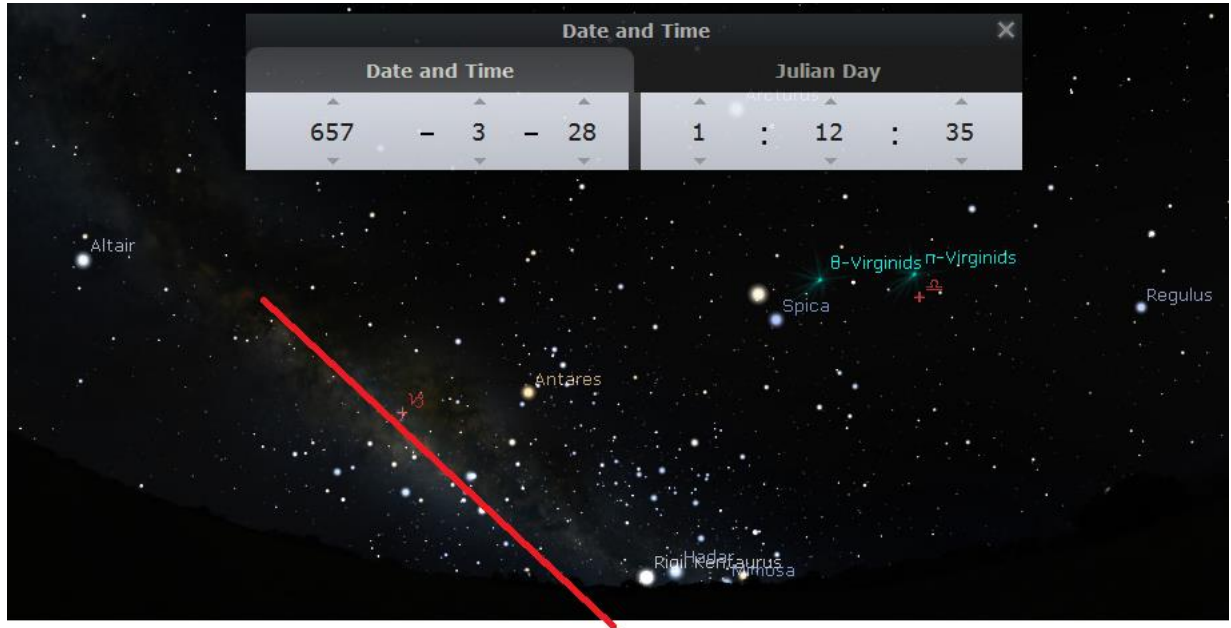 Date and Time ×
Date and Time Julian Day
Arcturus
657 – 3 – 28 1 : 12 : 35
Altair
θ-Virginids π-Virginids
♎
Spica
Regulus
Antares
♑
Hadar
Rigil Kentaurus
Mimosa